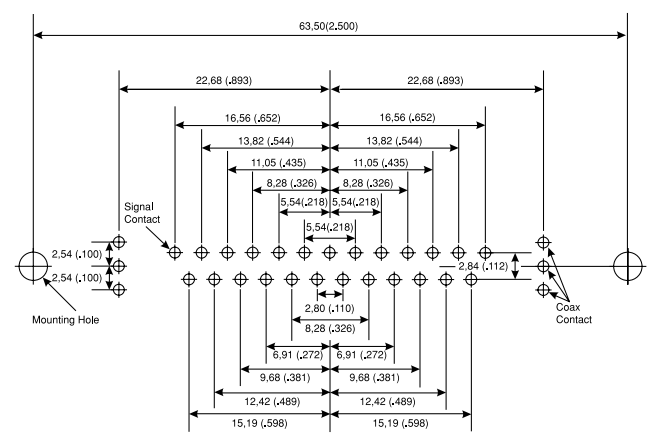 63,50(2.500)
22,68 (.893) 22,68 (.893)
16,56 (.652) 16,56 (.652)
13,82 (.544) 13,82 (.544)
11,05 (.435) 11,05 (.435)
8,28 (.326) 8,28 (.326)
5,54(.218) 5,54(.218)
Signal
Contact
5,54(.218)
2,54 (.100)
2,84 (.112)
2,54 (.100)
Mounting Hole
2,80 (.110)
Coax
Contact
8,28 (.326)
6,91 (.272) 6,91 (.272)
9,68 (.381) 9,68 (.381)
12,42 (.489) 12,42 (.489)
15,19 (.598) 15,19 (.598)